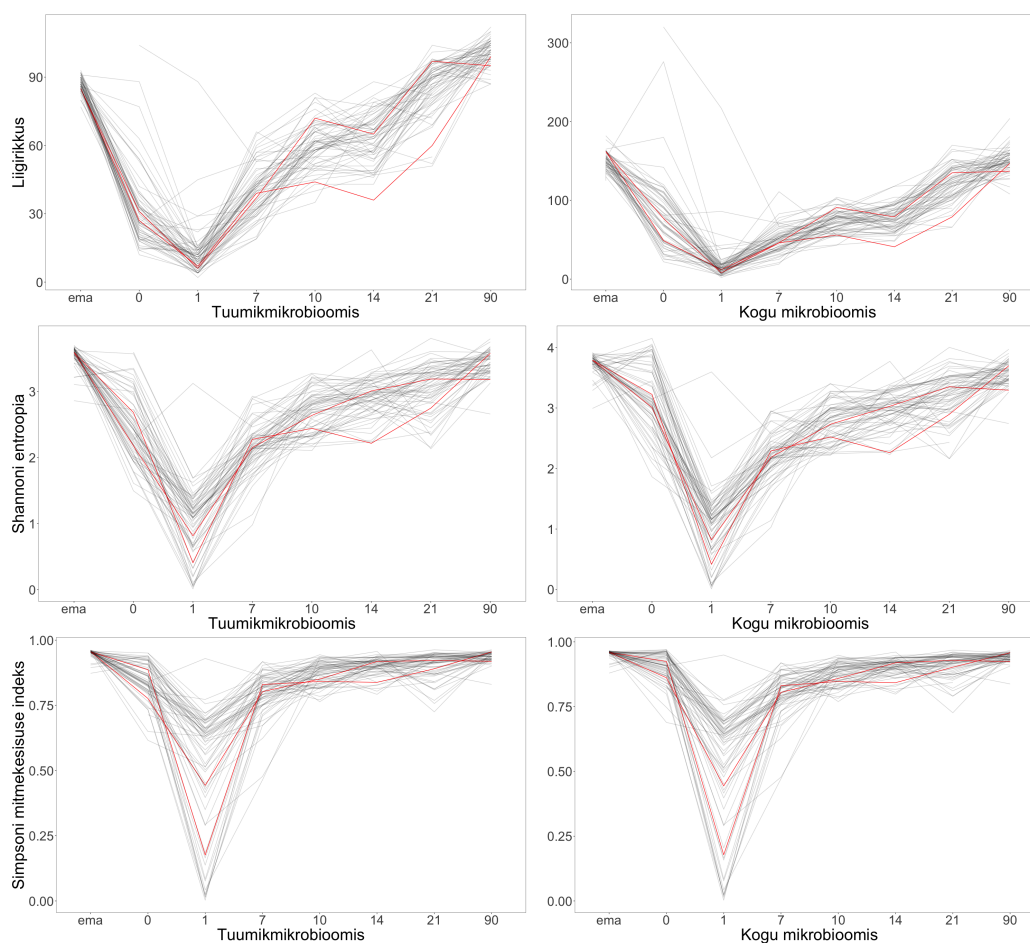 Liigirikkus
90
60
30
0
ema 0 1 7 10 14 21 90
Tuumikmikrobioomis
300
200
100
0
ema 0 1 7 10 14 21 90
Kogu mikrobioomis
Shannoni entroopia
3
2
1
0
ema 0 1 7 10 14 21 90
Tuumikmikrobioomis
4
3
2
1
0
ema 0 1 7 10 14 21 90
Kogu mikrobioomis
Simpsoni mitmekesisuse indeks
1.00
0.75
0.50
0.25
0.00
ema 0 1 7 10 14 21 90
Tuumikmikrobioomis
1.00
0.75
0.50
0.25
0.00
ema 0 1 7 10 14 21 90
Kogu mikrobioomis